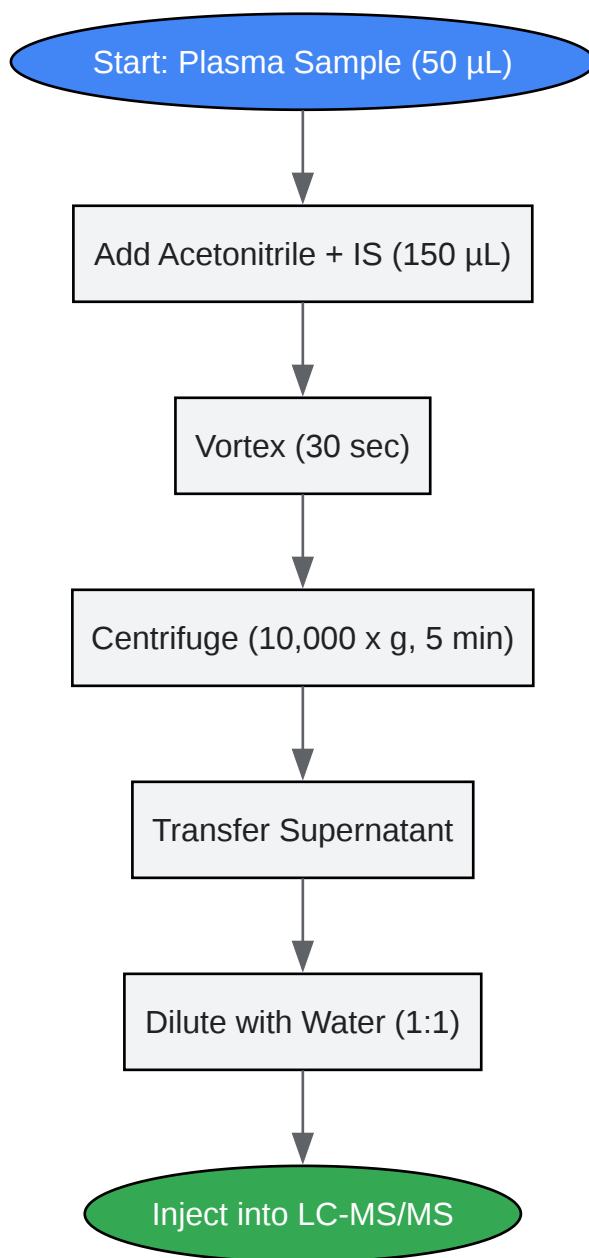 Start: Plasma Sample (50 µL)
Add Acetonitrile + IS (150 µL)
Vortex (30 sec)
Centrifuge (10,000 x g, 5 min)
Transfer Supernatant
Dilute with Water (1:1)
Inject into LC-MS/MS